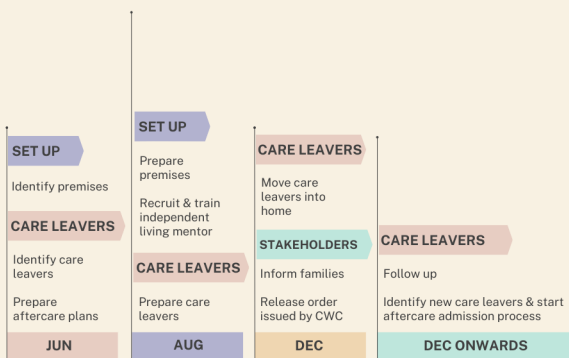 SET UP
Identify premises
CARE LEAVERS
Identify care
leavers
Prepare
aftercare plans
JUN
SET UP
Prepare
premises
Recruit & train
independent
living mentor
CARE LEAVERS
Prepare care
leavers
AUG
CARE LEAVERS
Move care
leavers into
home
STAKEHOLDERS
Inform families
Release order
issued by CWC
DEC
CARE LEAVERS
Follow up
Identify new care leavers & start
aftercare admission process
DEC ONWARDS